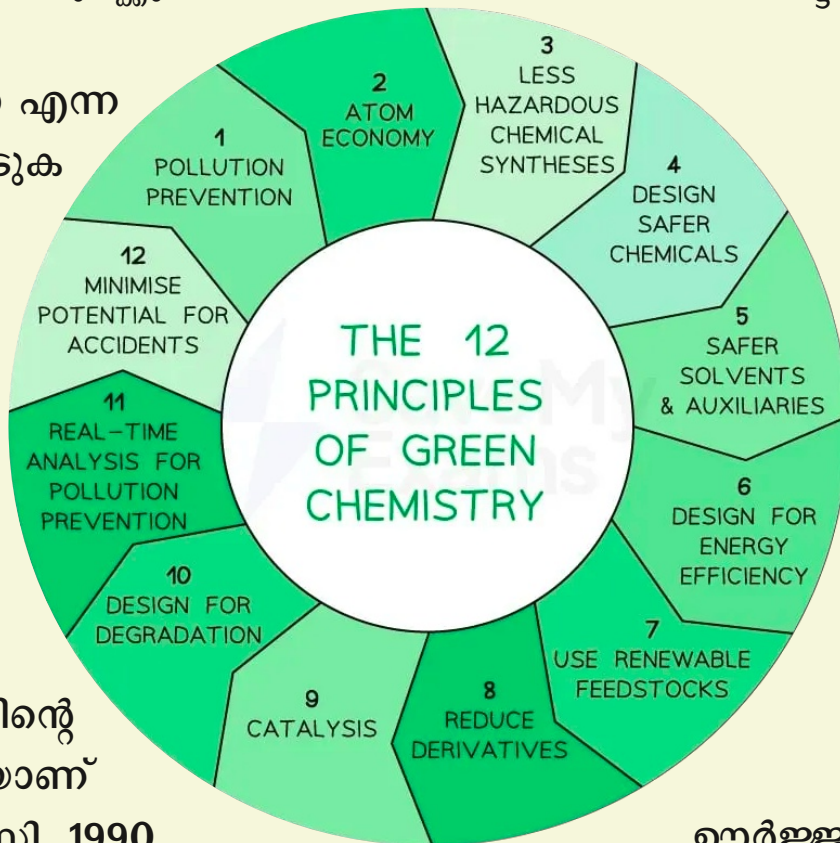 എന്ന
1
POLLUTION
PREVENTION
2
ATOM
ECONOMY
3
LESS
HAZARDOUS
CHEMICAL
SYNTHESES
4
DESIGN
SAFER
CHEMICALS
5
SAFER
SOLVENTS
& AUXILIARIES
6
DESIGN FOR
ENERGY
EFFICIENCY
7
USE RENEWABLE
FEEDSTOCKS
8
REDUCE
DERIVATIVES
9
CATALYSIS
10
DESIGN FOR
DEGRADATION
11
REAL-TIME
ANALYSIS FOR
POLLUTION
PREVENTION
12
MINIMISE
POTENTIAL FOR
ACCIDENTS
THE 12
PRINCIPLES
OF GREEN
CHEMISTRY
1990